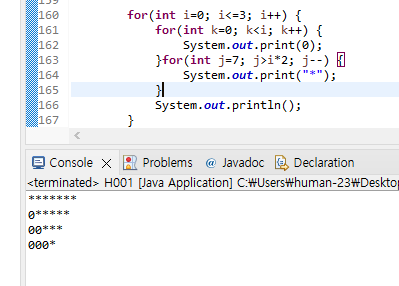 160 for(int i=0; i<=3; i++) {
161 for(int k=0; k<i; k++) {
162 System.out.print(0);
163 }for(int j=7; j>i*2; j--) {
164 System.out.print("*");
165 }
166 System.out.println();
167 }
Console Problems @ Javadoc Declaration
<terminated> H001 [Java Application] C:₩Users₩human-23₩Deskto
*******
0*****
00***
000*